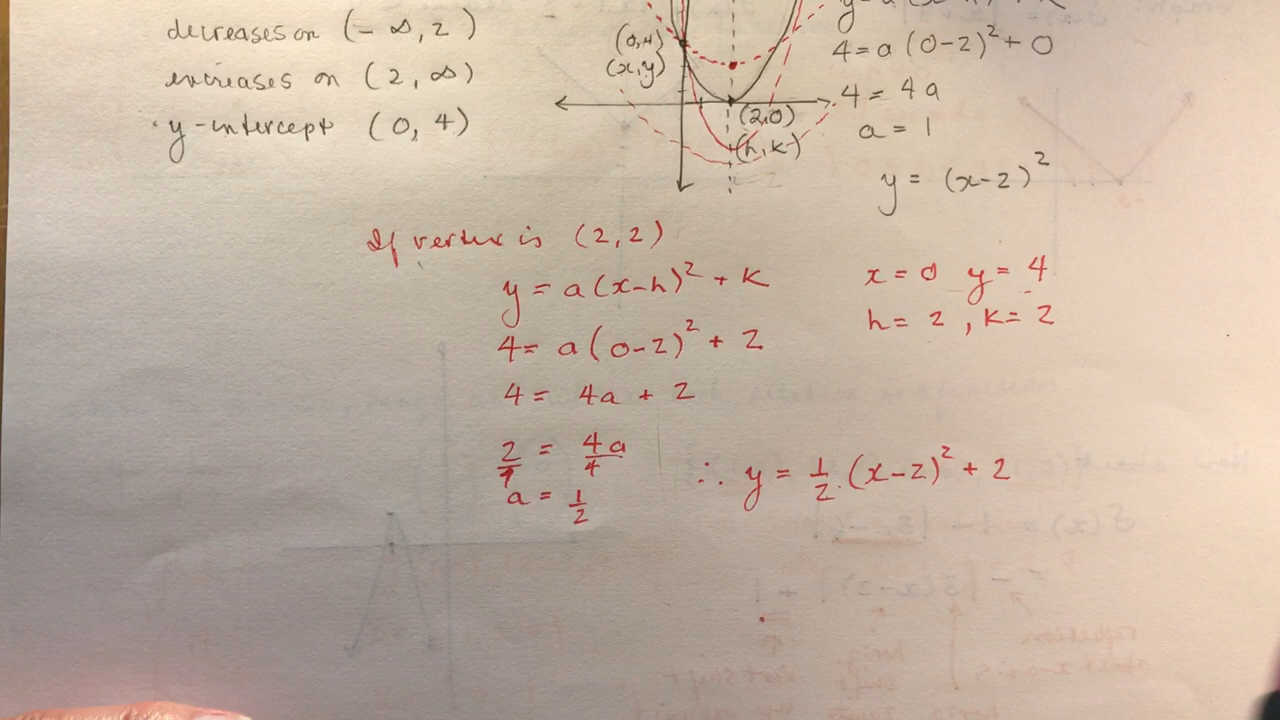 decreases on (-∞, 2)
increases on (2, ∞)
y-intercept (0, 4)
(0,4)
(x,y)
(2,0)
(h,k)
4 = a (0-2)² + 0
4 = 4a
a = 1
y = (x-2)²
If vertex is (2,2)
y = a(x-h)² + k
x = 0 y = 4
h = 2, k = 2
4 = a(0-2)² + 2
4 = 4a + 2
2/4 = 4a/4
a = 1/2
∴ y = 1/2 (x-2)² + 2